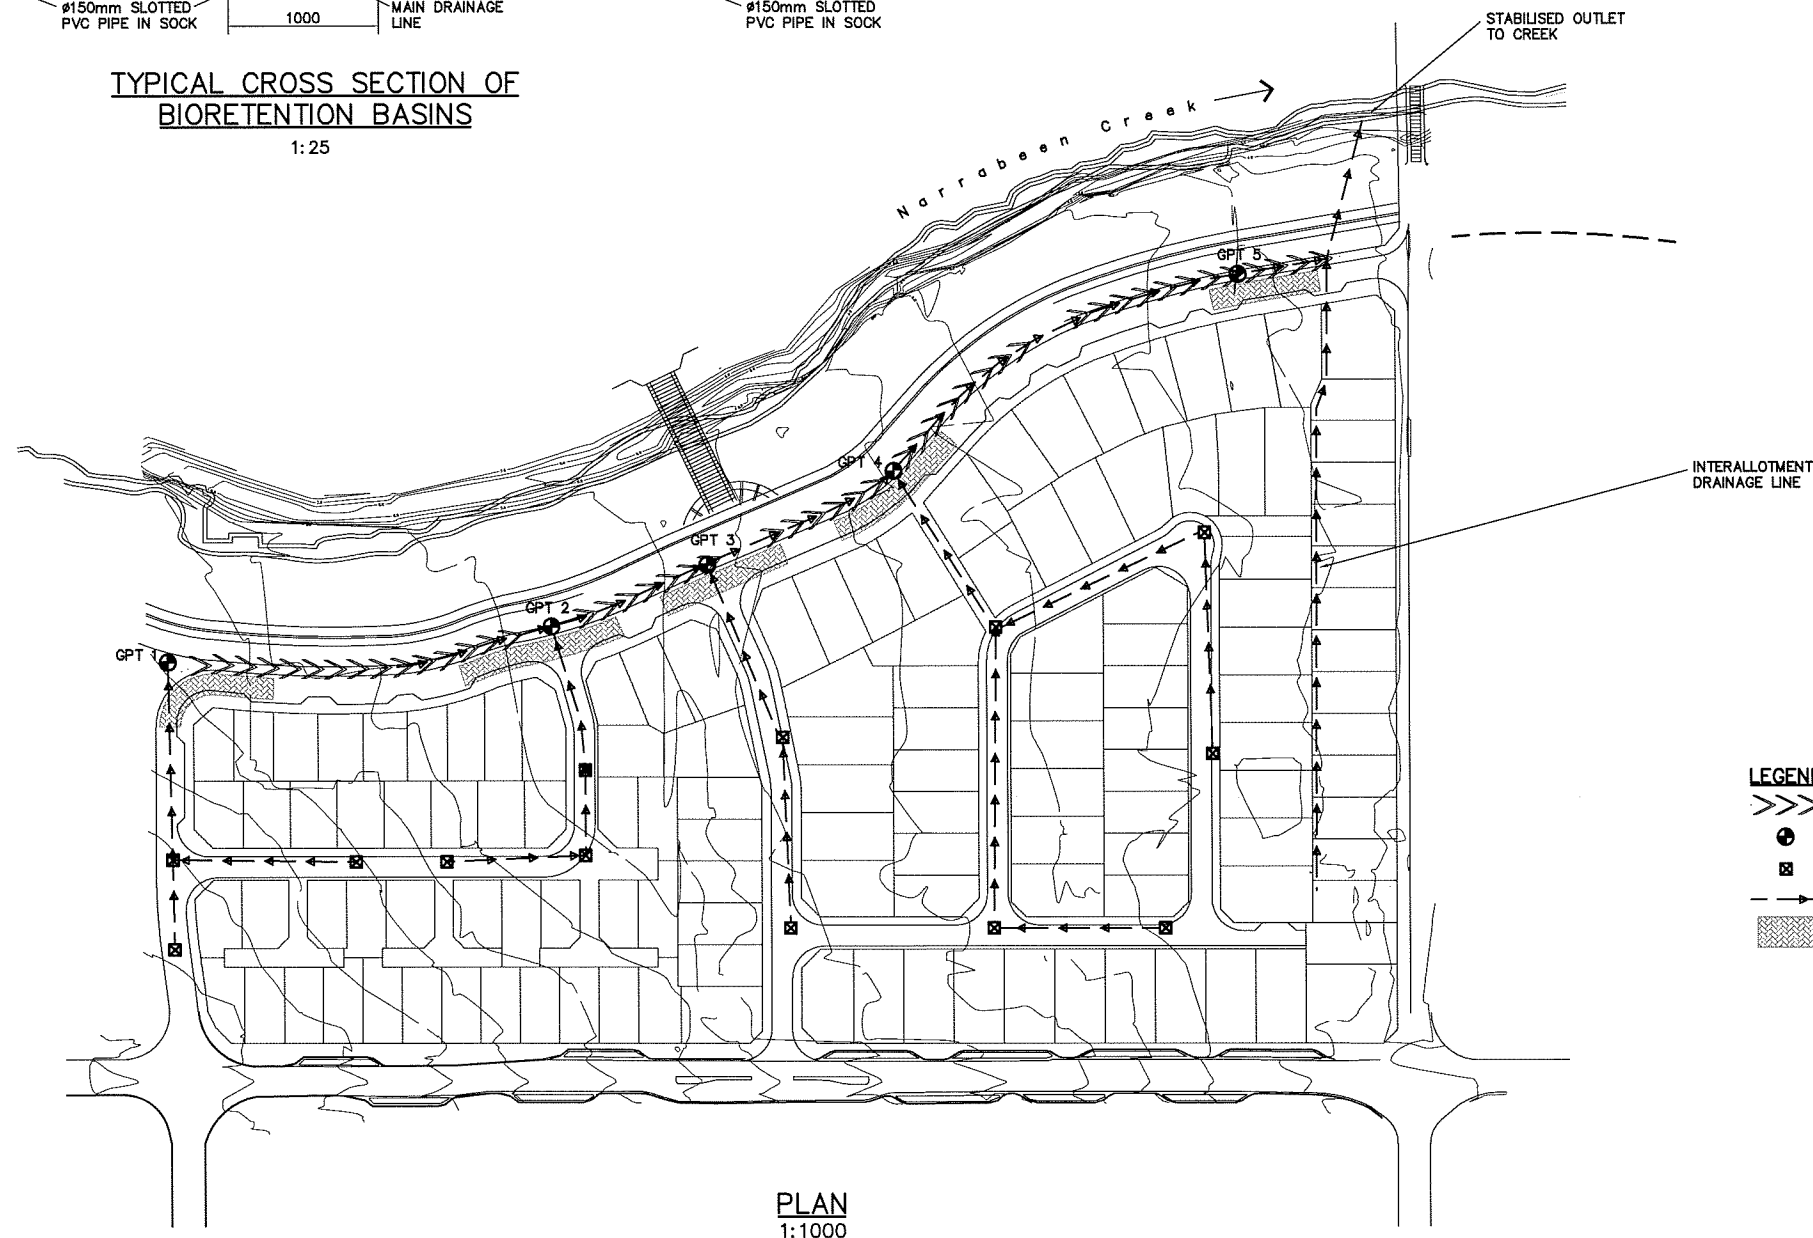 ø150mm SLOTTED
PVC PIPE IN SOCK
1000
MAIN DRAINAGE
LINE
ø150mm SLOTTED
PVC PIPE IN SOCK
STABILISED OUTLET
TO CREEK
TYPICAL CROSS SECTION OF
BIORETENTION BASINS
1:25
Narrabeen Creek
GPT 5
GPT 4
INTERALLOTMENT
DRAINAGE LINE
GPT 3
GPT 2
GPT 1
LEGEN
PLAN
1:1000